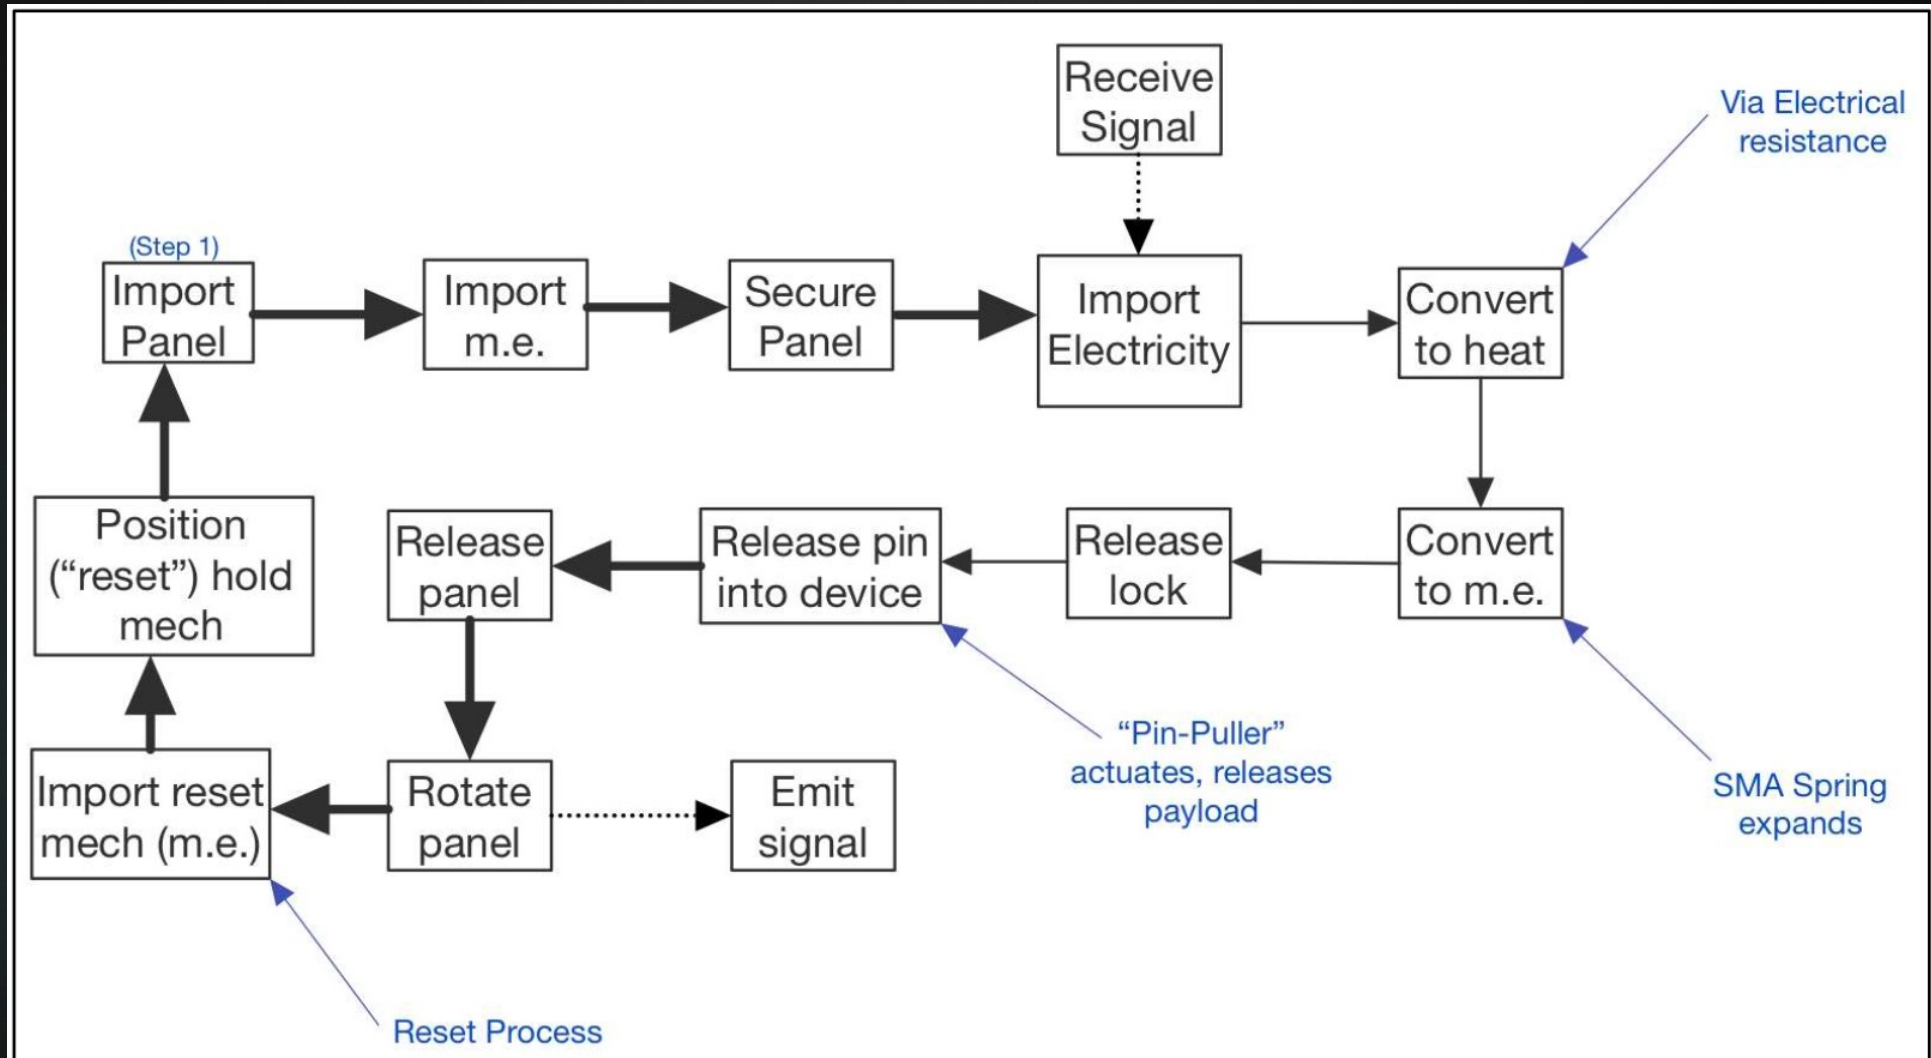 Receive
Signal
Via Electrical
resistance
(Step 1)
Import
Panel
Import
m.e.
Secure
Panel
Import
Electricity
Convert
to heat
Position
(“reset”) hold
mech
Release
panel
Release pin
into device
Release
lock
Convert
to m.e.
“Pin-Puller”
actuates, releases
payload
SMA Spring
expands
Import reset
mech (m.e.)
Rotate
panel
Emit
signal
Reset Process